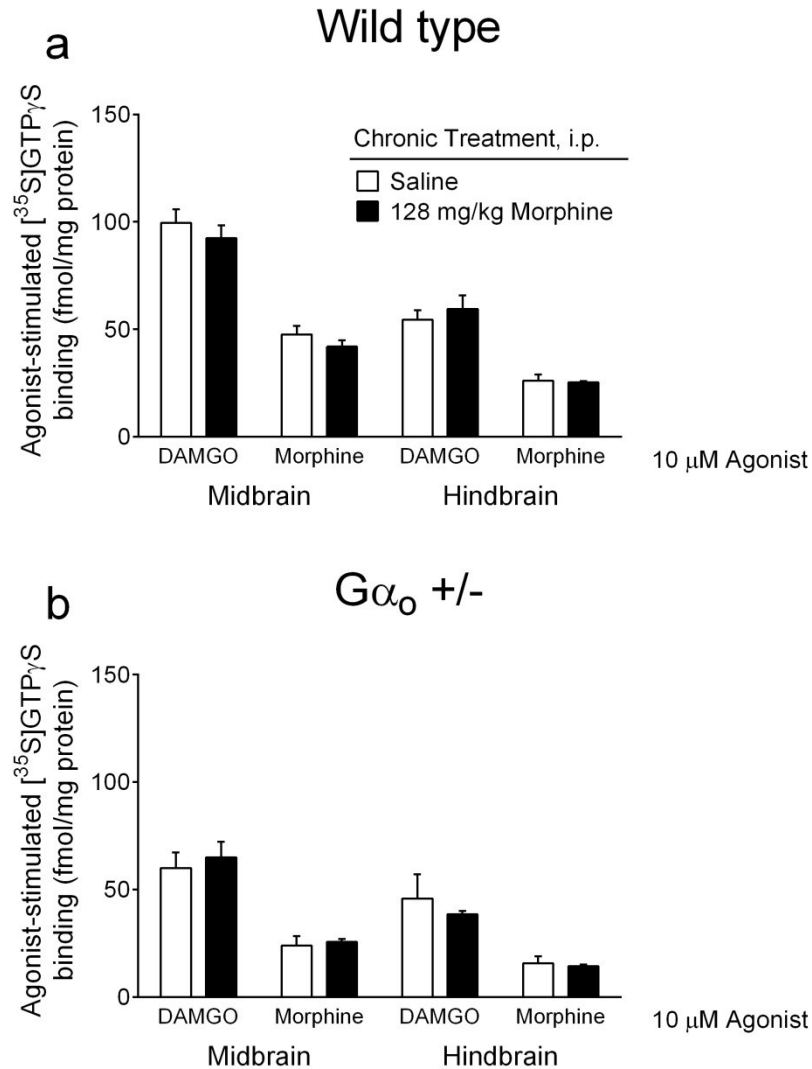 Wild type
a
Agonist-stimulated [³⁵S]GTPγS
binding (fmol/mg protein)
150
100
50
0
Chronic Treatment, i.p.
Saline
128 mg/kg Morphine
DAMGO Morphine DAMGO Morphine
10 μM Agonist
Midbrain Hindbrain
b
Gαₒ +/-
Agonist-stimulated [³⁵S]GTPγS
binding (fmol/mg protein)
150
100
50
0
DAMGO Morphine DAMGO Morphine
10 μM Agonist
Midbrain Hindbrain